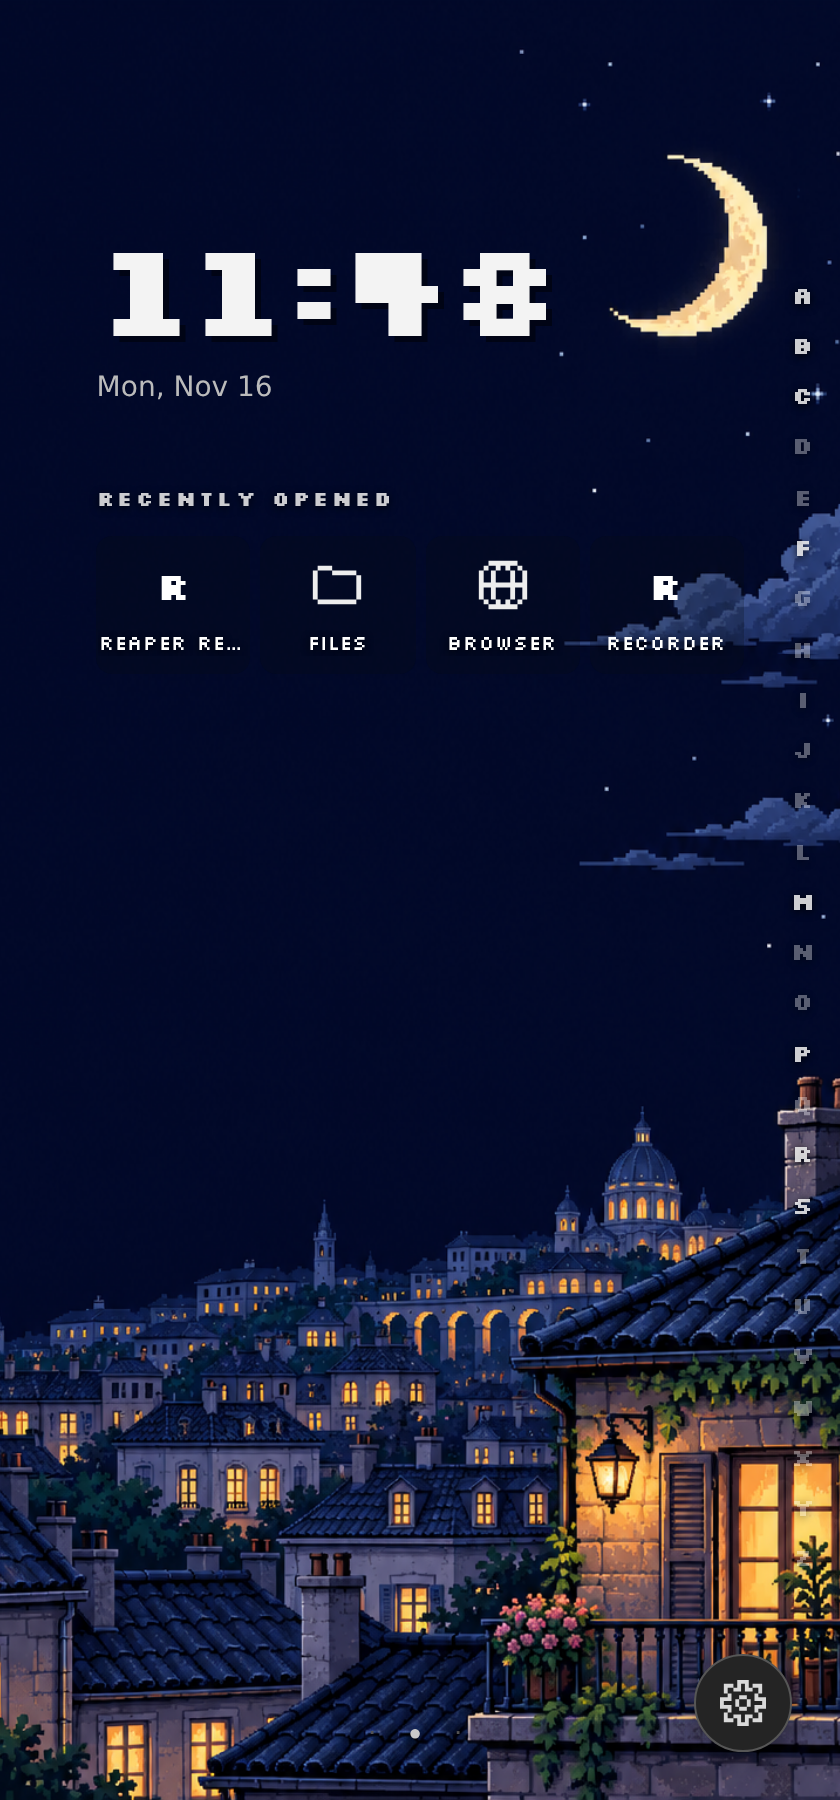 11:48
Mon, Nov 16
RECENTLY OPENED
R
R
REAPER RE…
FILES
BROWSER
RECORDER
A
B
C
D
E
F
G
H
I
J
K
L
M
N
O
P
Q
R
S
T
U
V
W
X
Y